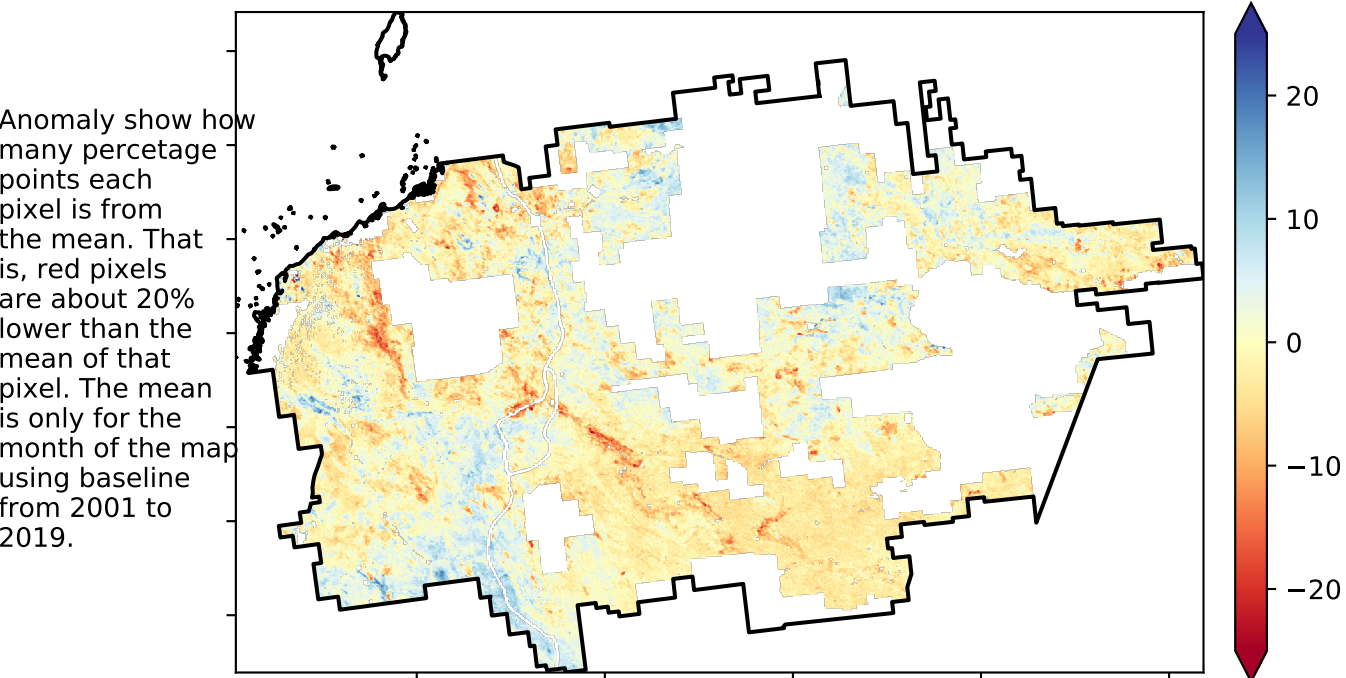 Anomaly show how
many percetage
points each
pixel is from
the mean. That
is, red pixels
are about 20%
lower than the
mean of that
pixel. The mean
is only for the
month of the map
using baseline
from 2001 to
2019.
20
10
0
−10
−20